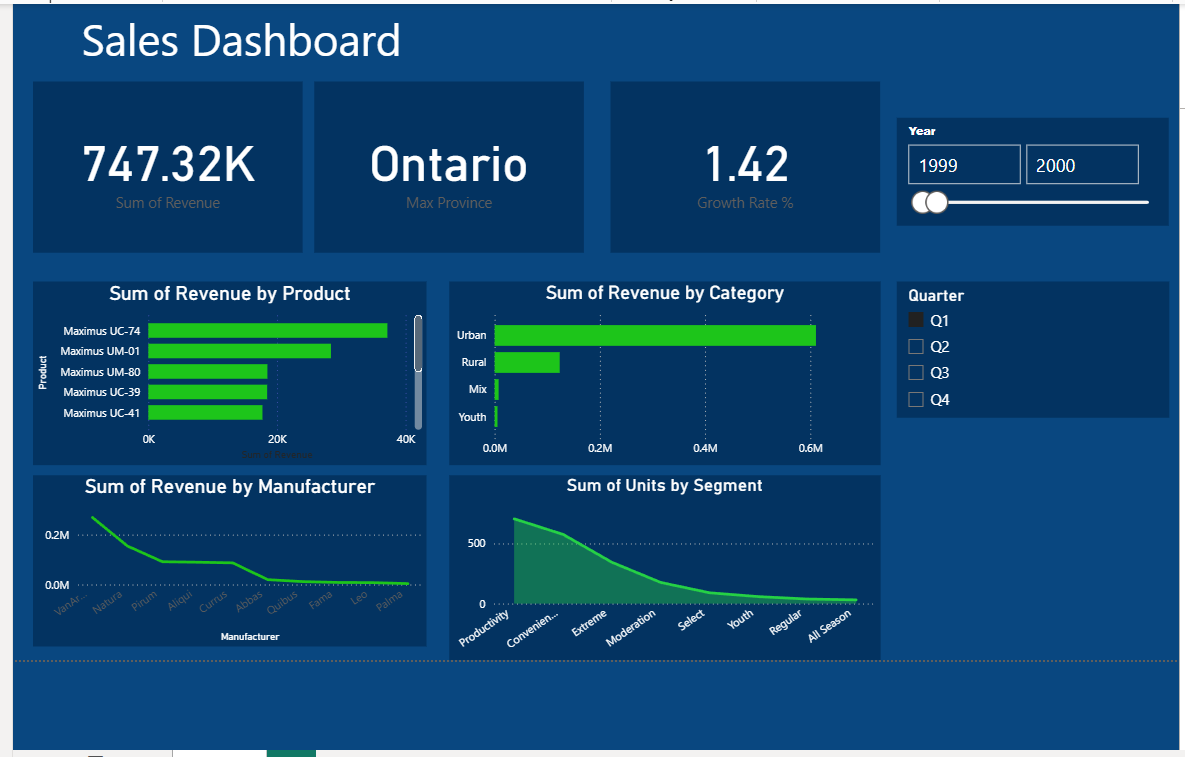 Sales Dashboard
747.32K
Sum of Revenue
Ontario
Max Province
1.42
Growth Rate %
Year
1999 2000
Sum of Revenue by Product
Product
Maximus UC-74
Maximus UM-01
Maximus UM-80
Maximus UC-39
Maximus UC-41
0K 20K 40K
Sum of Revenue
Sum of Revenue by Category
Urban
Rural
Mix
Youth
0.0M 0.2M 0.4M 0.6M
Quarter
Q1
Q2
Q3
Q4
Sum of Revenue by Manufacturer
0.2M
0.0M
VanAr... Natura Pirum Aliqui Currus Abbas Quibus Fama Leo Palma
Manufacturer
Sum of Units by Segment
500
0
Productivity Convenien... Extreme Moderation Select Youth Regular All Season